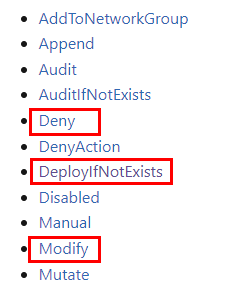 AddToNetworkGroup
Append
Audit
AuditIfNotExists
Deny
DenyAction
DeployIfNotExists
Disabled
Manual
Modify
Mutate